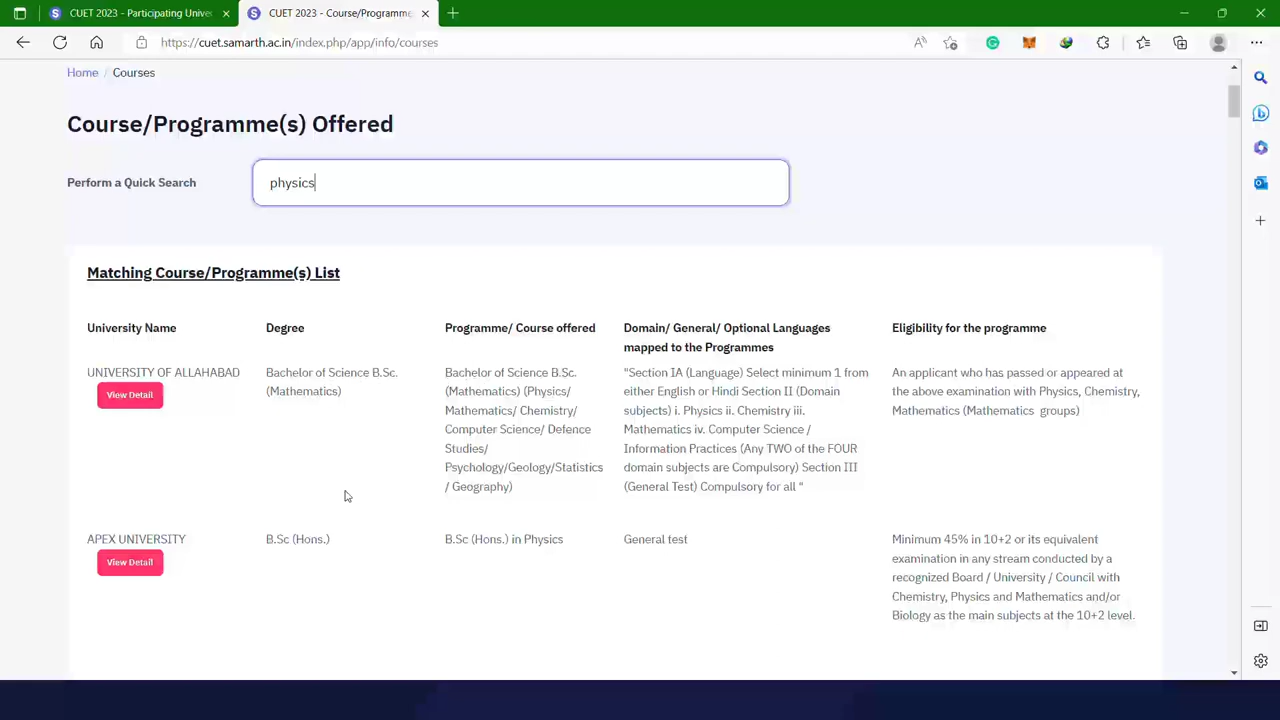 CUET 2023 - Participating Univer
CUET 2023 - Course/Programme
https://cuet.samarth.ac.in/index.php/app/info/courses
Home / Courses
Course/Programme(s) Offered
Perform a Quick Search
physics
Matching Course/Programme(s) List
University Name
Degree
Programme/ Course offered
Domain/ General/ Optional Languages
mapped to the Programmes
Eligibility for the programme
UNIVERSITY OF ALLAHABAD
View Detail
Bachelor of Science B.Sc.
(Mathematics)
Bachelor of Science B.Sc.
(Mathematics) (Physics/
Mathematics/ Chemistry/
Computer Science/ Defence
Studies/
Psychology/Geology/Statistics
/ Geography)
"Section IA (Language) Select minimum 1 from
either English or Hindi Section II (Domain
subjects) i. Physics ii. Chemistry iii.
Mathematics iv. Computer Science /
Information Practices (Any TWO of the FOUR
domain subjects are Compulsory) Section III
(General Test) Compulsory for all "
An applicant who has passed or appeared at
the above examination with Physics, Chemistry,
Mathematics (Mathematics groups)
APEX UNIVERSITY
View Detail
B.Sc (Hons.)
B.Sc (Hons.) in Physics
General test
Minimum 45% in 10+2 or its equivalent
examination in any stream conducted by a
recognized Board / University / Council with
Chemistry, Physics and Mathematics and/or
Biology as the main subjects at the 10+2 level.